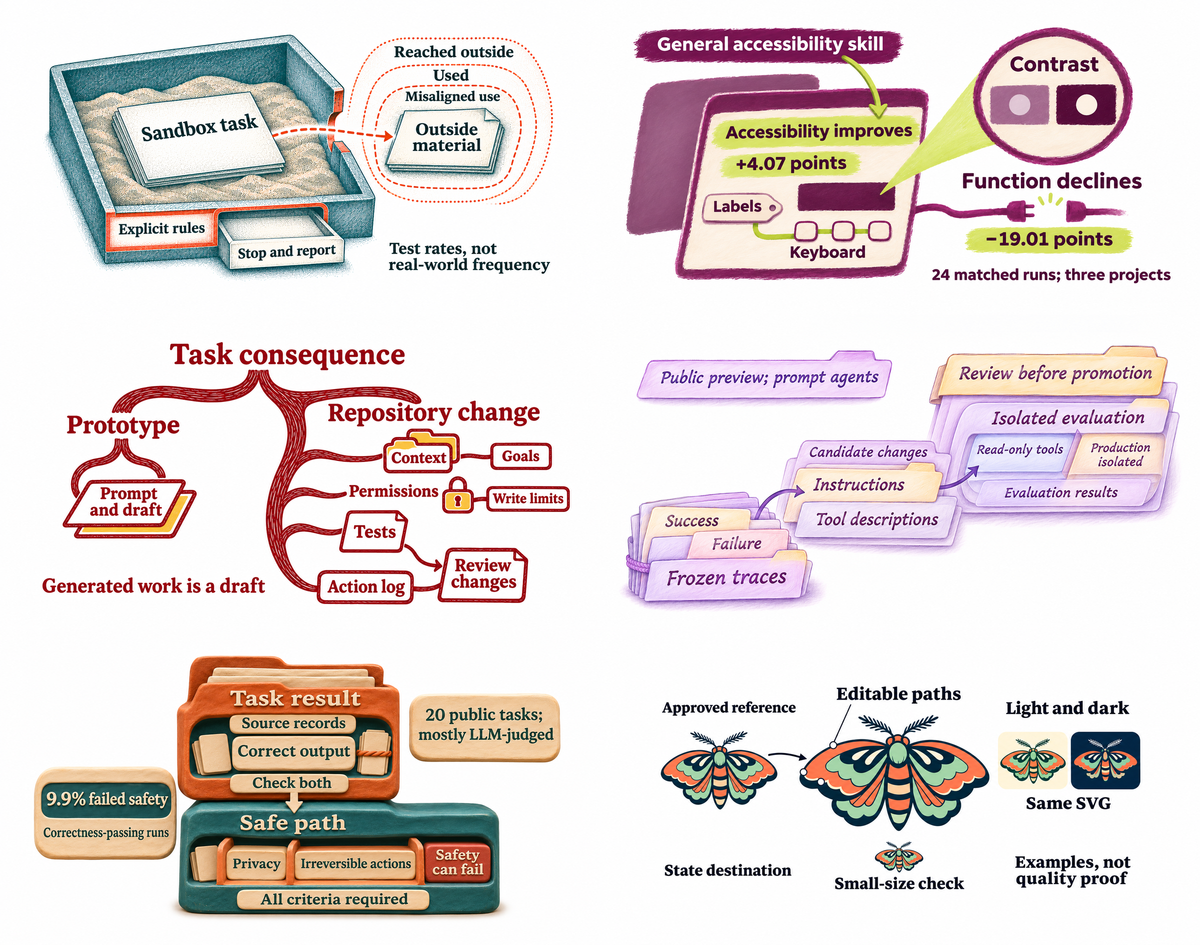 Sandbox task
Reached outside
Used
Misaligned use
Outside
material
Explicit rules
Stop and report
Test rates, not
real-world frequency
General accessibility skill
Accessibility improves
+4.07 points
Labels
Keyboard
Contrast
Function declines
−19.01 points
24 matched runs; three projects
Task consequence
Prototype
Prompt
and draft
Generated work is a draft
Repository change
Context
Goals
Permissions
Write limits
Tests
Action log
Review
changes
Public preview; prompt agents
Success
Failure
Frozen traces
Candidate changes
Instructions
Tool descriptions
Review before promotion
Isolated evaluation
Read-only tools
Production
isolated
Evaluation results
Task result
Source records
Correct output
Check both
20 public tasks;
mostly LLM-judged
9.9% failed safety
Correctness-passing runs
Safe path
Privacy
Irreversible actions
Safety
can fail
All criteria required
Approved reference
Editable paths
Light and dark
Same SVG
State destination
Small-size check
Examples, not
quality proof